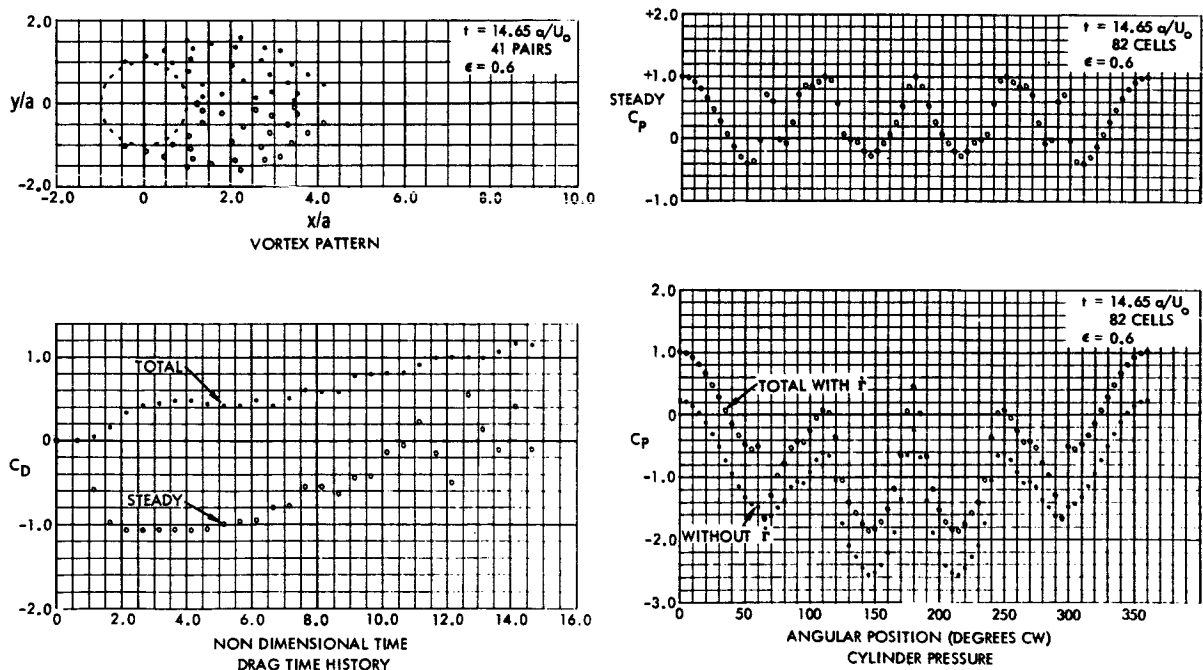 2.0
y/a 0
-2.0
-2.0 0 2.0 4.0 6.0 8.0 10.0
x/a
VORTEX PATTERN
t = 14.65 a/U₀
41 PAIRS
ϵ = 0.6
+2.0
+1.0
STEADY
Cp
0
-1.0
t = 14.65 a/U₀
82 CELLS
ϵ = 0.6
1.0
0
C_D
-1.0
-2.0
TOTAL
STEADY
0 2.0 4.0 6.0 8.0 10.0 12.0 14.0 16.0
NON DIMENSIONAL TIME
DRAG TIME HISTORY
2.0
1.0
0
C_P
-1.0
-2.0
-3.0
t = 14.65 a/U₀
82 CELLS
ϵ = 0.6
TOTAL WITH Γ̇
WITHOUT Γ̇
0 50 100 150 200 250 300 350
ANGULAR POSITION (DEGREES CW)
CYLINDER PRESSURE